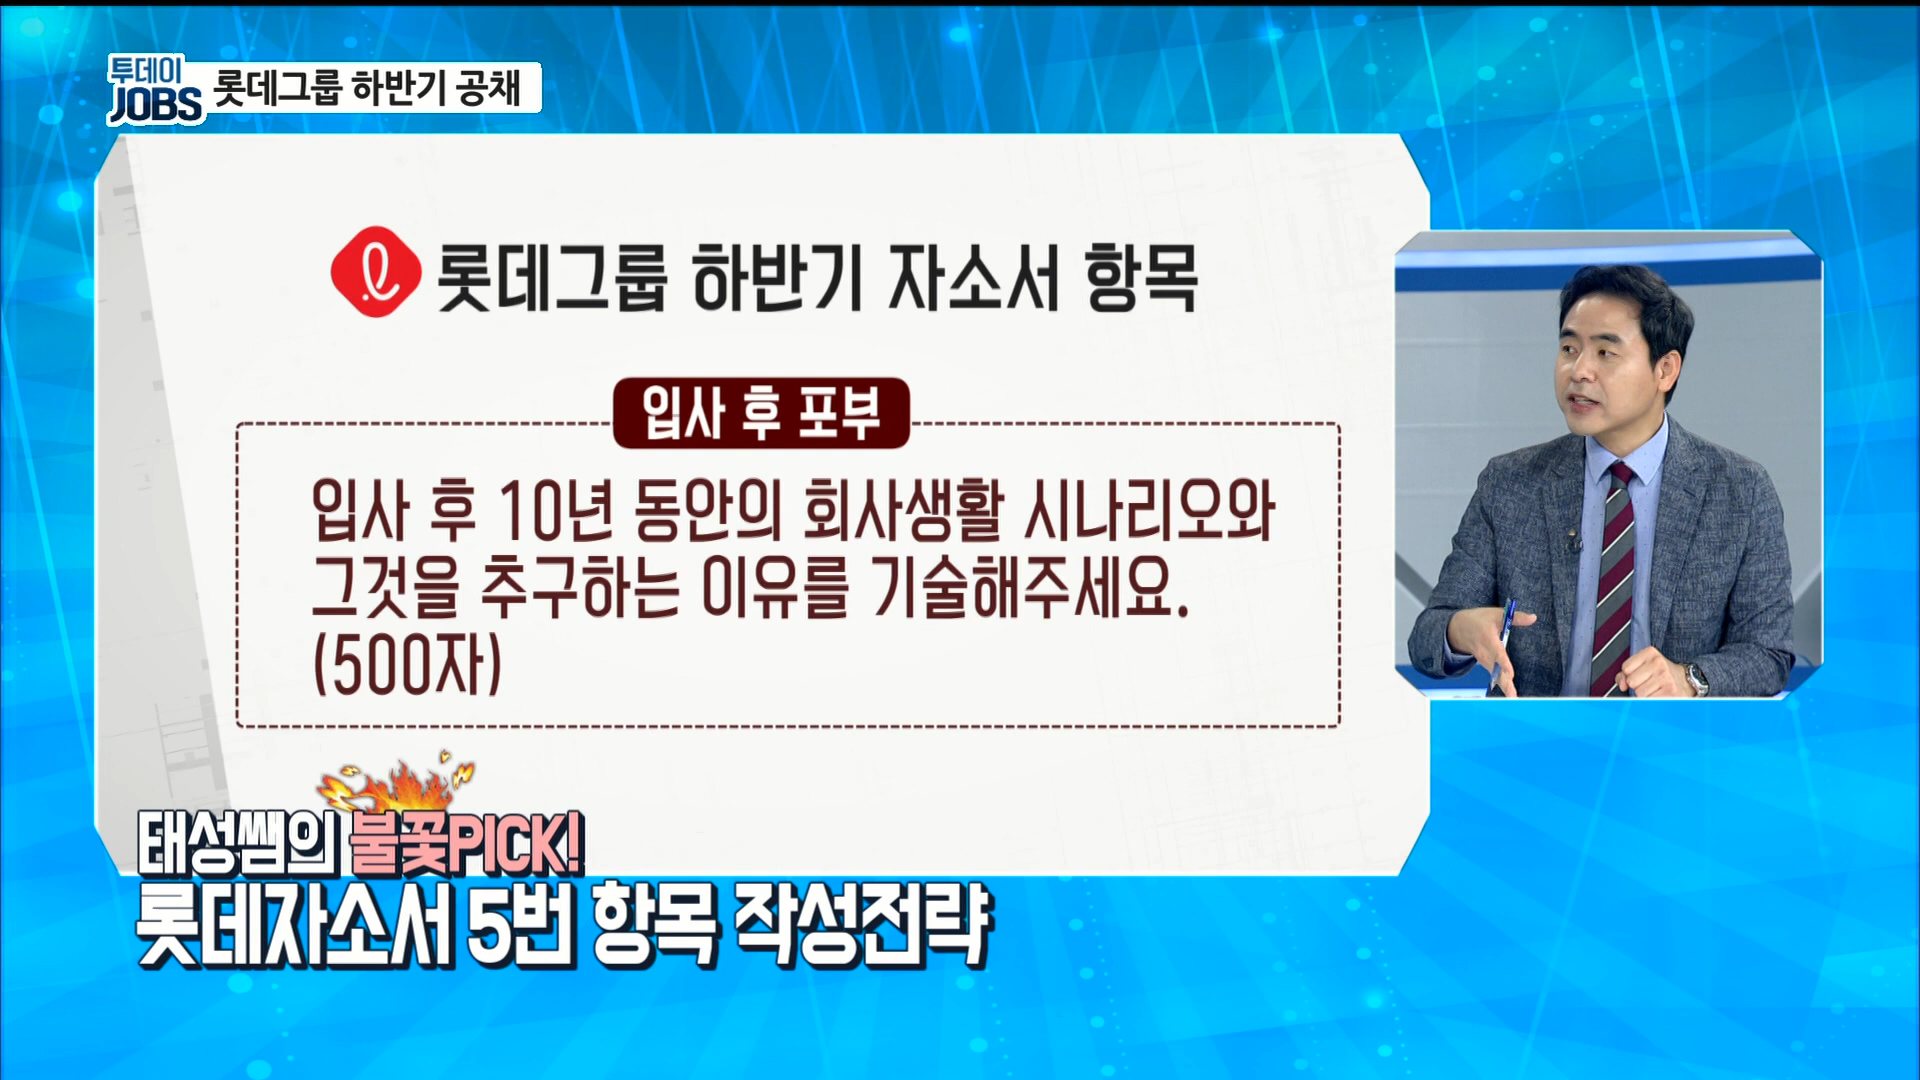 투데이
JOBS
롯데그룹 하반기 공채
롯데그룹 하반기 자소서 항목
입사 후 포부
입사 후 10년 동안의 회사생활 시나리오와
그것을 추구하는 이유를 기술해주세요.
(500자)
태성쌤의 불꽃PICK!
롯데자소서 5번 항목 작성전략